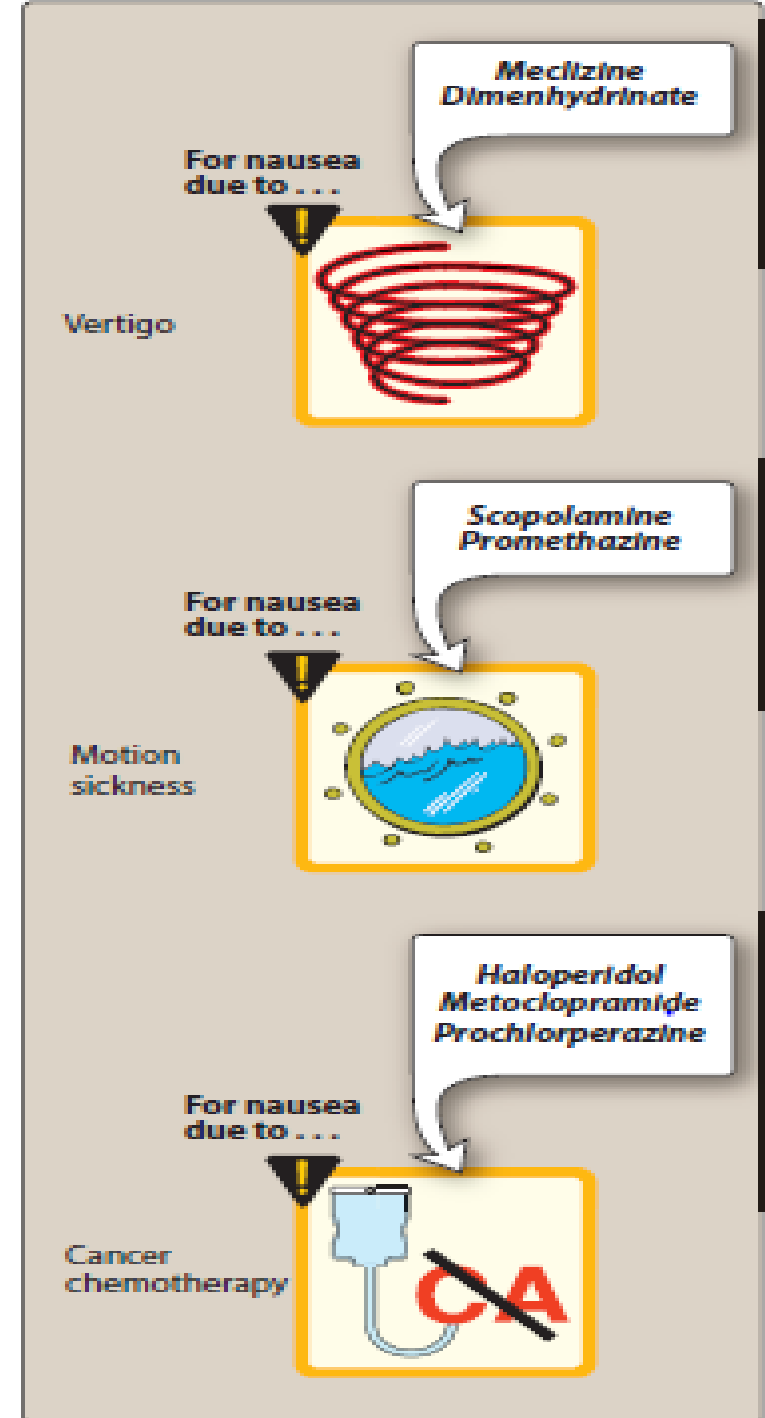 Meclizine
Dimenhydrinate
For nausea
due to . . .
!
Vertigo
Scopolamine
Promethazine
For nausea
due to . . .
!
Motion
sickness
Haloperidol
Metoclopramide
Prochlorperazine
For nausea
due to . . .
!
Cancer
chemotherapy
CA